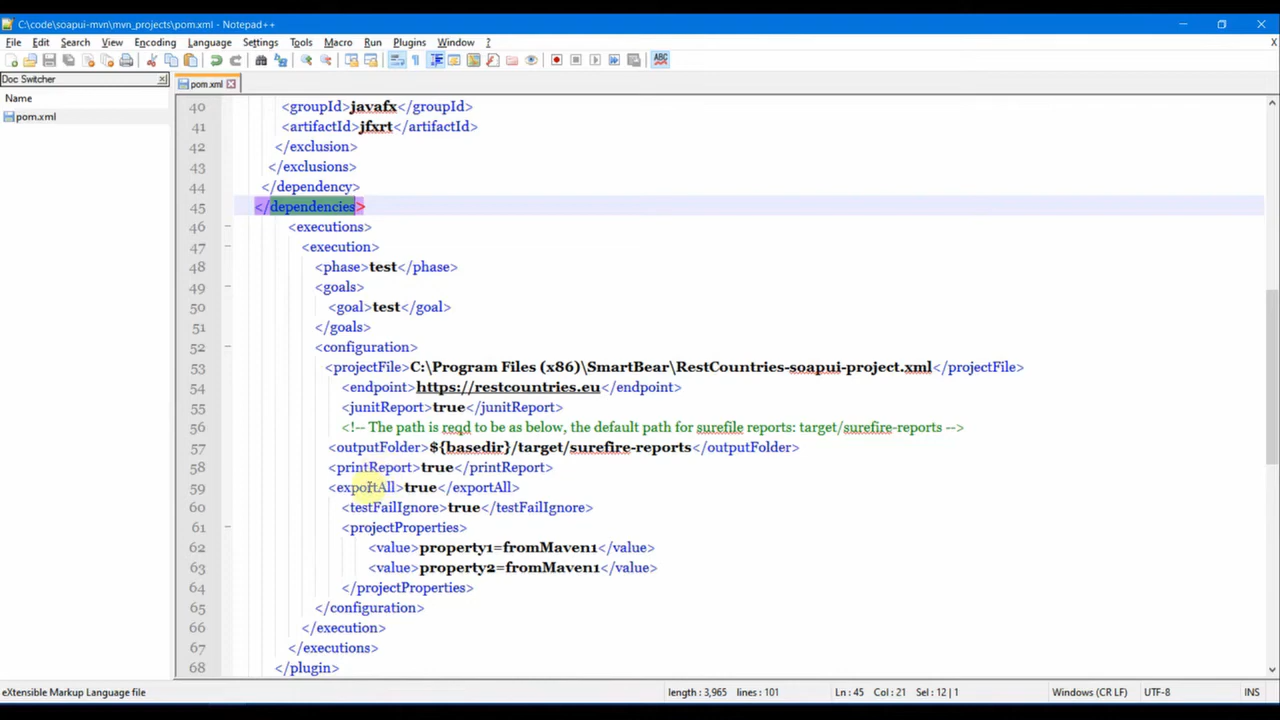 C:\code\soapui-mvn\mvn_projects\pom.xml - Notepad++
File Edit Search View Encoding Language Settings Tools Macro Run Plugins Window ? X
Doc Switcher
pom.xml
Name
pom.xml
40 <groupId>javafx</groupId>
41 <artifactId>jfxrt</artifactId>
42 </exclusion>
43 </exclusions>
44 </dependency>
45 </dependencies>
46 <executions>
47 <execution>
48 <phase>test</phase>
49 <goals>
50 <goal>test</goal>
51 </goals>
52 <configuration>
53 <projectFile>C:\Program Files (x86)\SmartBear\RestCountries-soapui-project.xml</projectFile>
54 <endpoint>https://restcountries.eu</endpoint>
55 <junitReport>true</junitReport>
56 <!-- The path is reqd to be as below, the default path for surefile reports: target/surefire-reports -->
57 <outputFolder>${basedir}/target/surefire-reports</outputFolder>
58 <printReport>true</printReport>
59 <exportAll>true</exportAll>
60 <testFailIgnore>true</testFailIgnore>
61 <projectProperties>
62 <value>property1=fromMaven1</value>
63 <value>property2=fromMaven1</value>
64 </projectProperties>
65 </configuration>
66 </execution>
67 </executions>
68 </plugin>
eXtensible Markup Language file length : 3,965 lines : 101 Ln : 45 Col : 21 Sel : 12 | 1 Windows (CR LF) UTF-8 INS